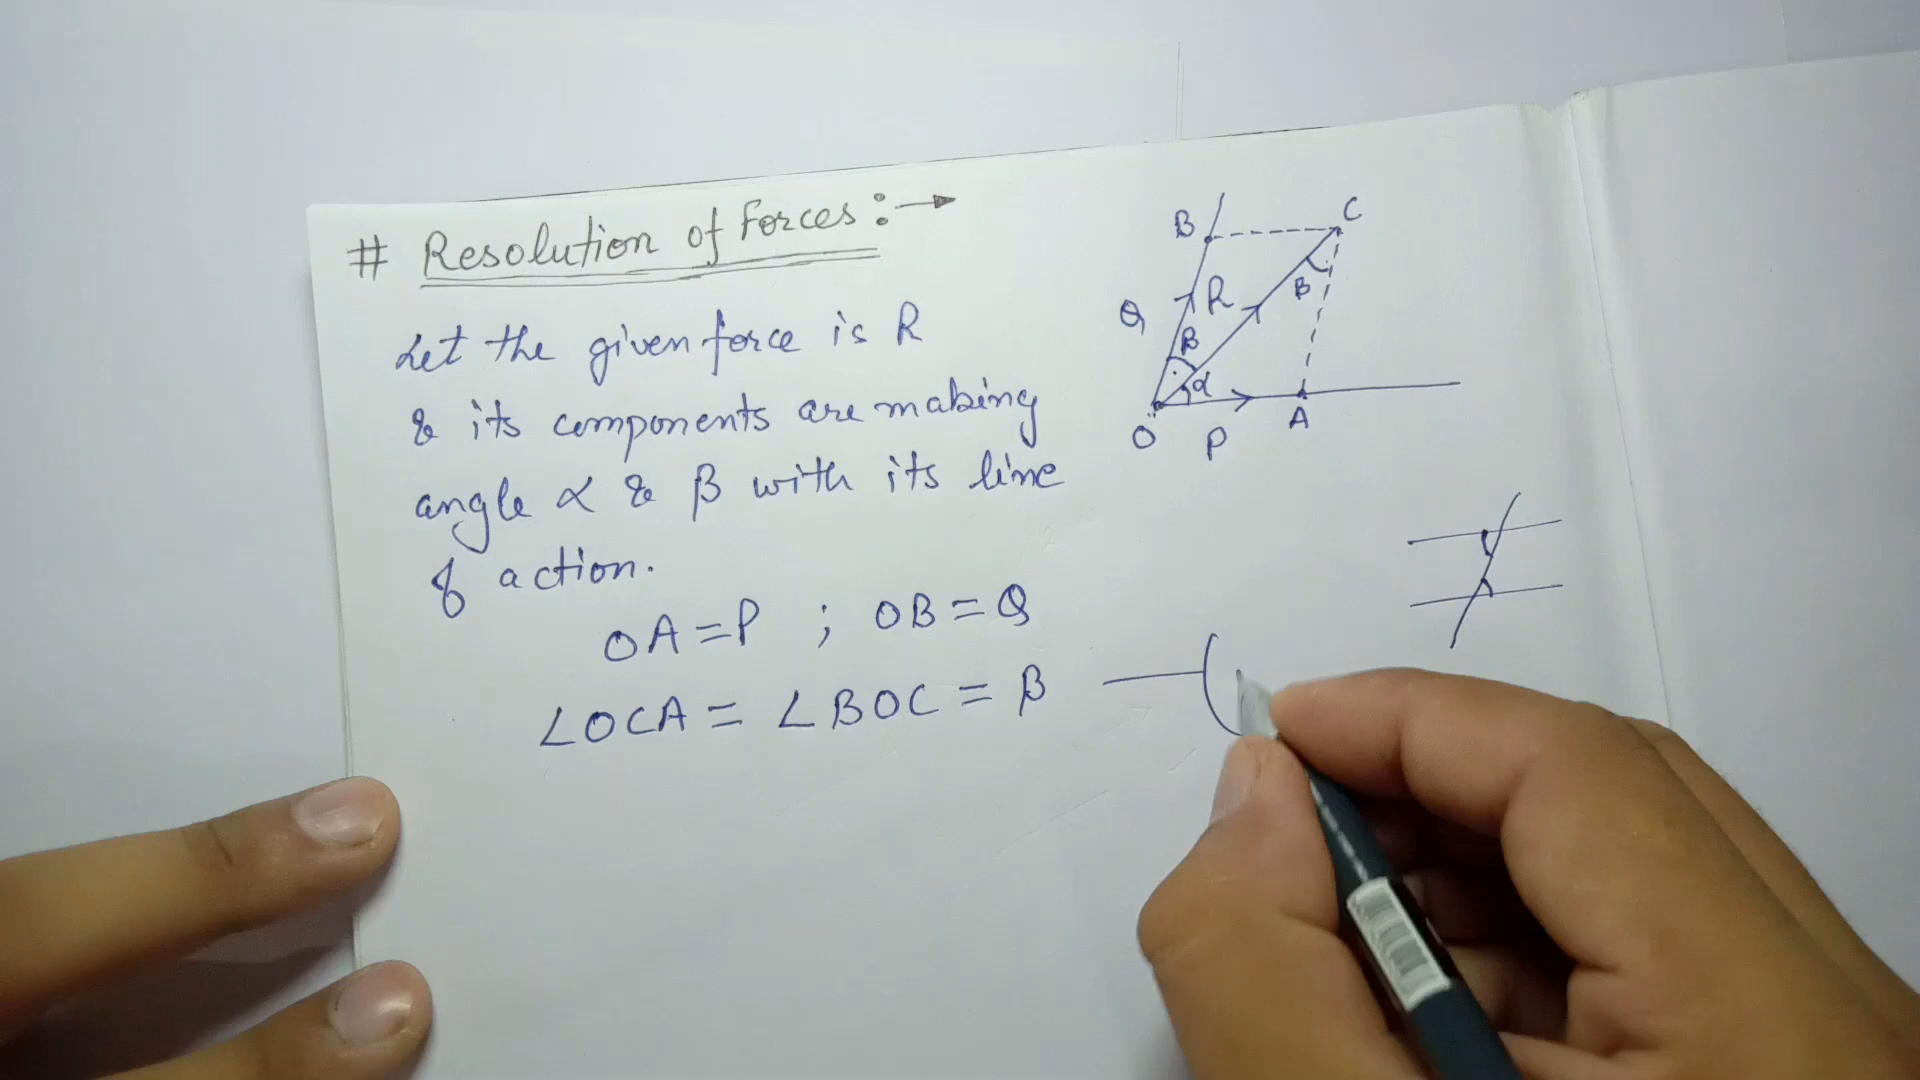 # Resolution of Forces :→
Let the given force is R
& its components are making
angle α & β with its line
of action.
OA = P ; OB = Q
∠OCA = ∠BOC = β —(
B
C
Q
R
β
β
α
O
P
A